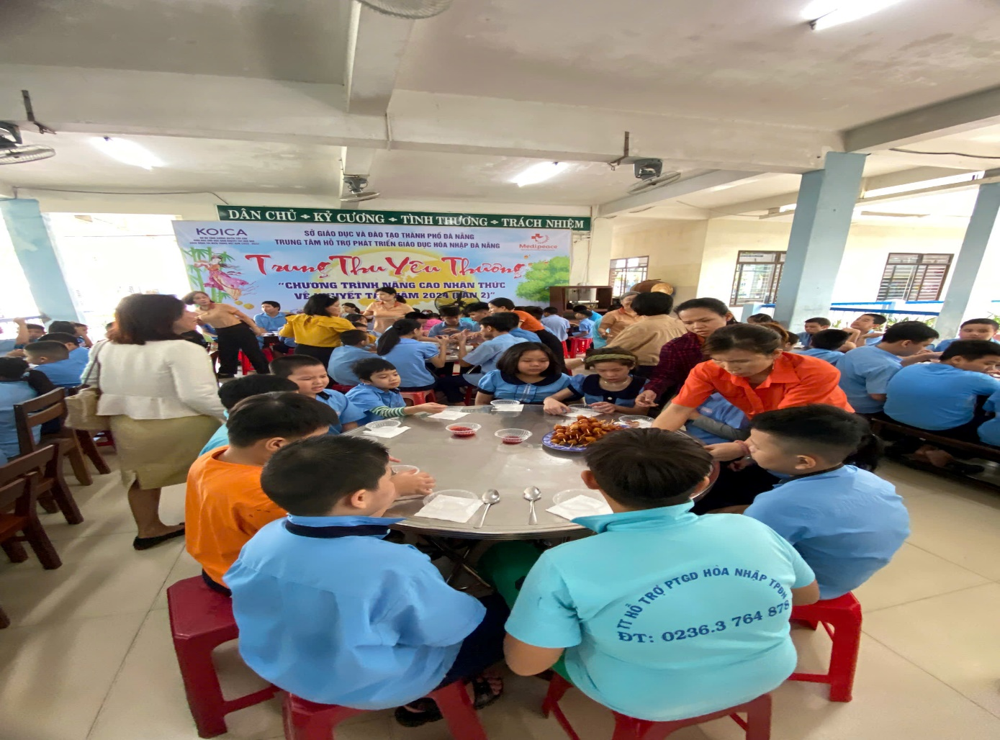 DÂN CHỦ KỶ CƯƠNG TÌNH THƯƠNG TRÁCH NHIỆM
KOICA
SỞ GIÁO DỤC VÀ ĐÀO TẠO THÀNH PHỐ ĐÀ NẴNG
TRUNG TÂM HỖ TRỢ PHÁT TRIỂN GIÁO DỤC HÒA NHẬP ĐÀ NẴNG
Medipeace
Trung Thu Yêu Thương
"CHƯƠNG TRÌNH NÂNG CAO NHẬN THỨC
VỀ NĂM 2024 (LẦN 2)"
TT HỖ TRỢ PTGD HÒA NHẬP TPĐN
ĐT: 0236.3 764 878